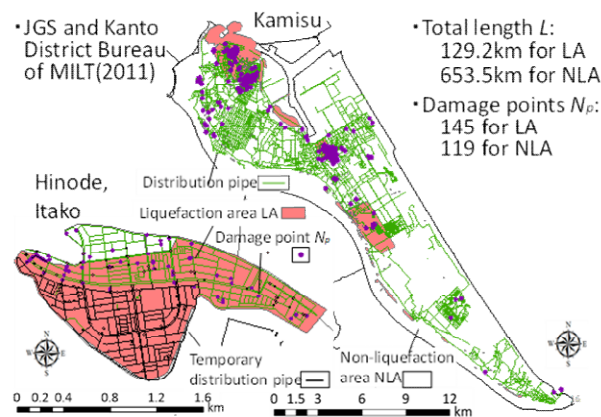 Kamisu
• JGS and Kanto
District Bureau
of MILT(2011)
• Total length L:
129.2km for LA
653.5km for NLA
• Damage points Np:
145 for LA
119 for NLA
Hinode,
Itako
Distribution pipe
Liquefaction area LA
Damage point Np
N
W E
S
Temporary
distribution pipe
Non-liquefaction
area NLA
N
W E
S
0 0.2 0.4 0.8 1.2 1.6
km
0 1.5 3 6 9 12
km